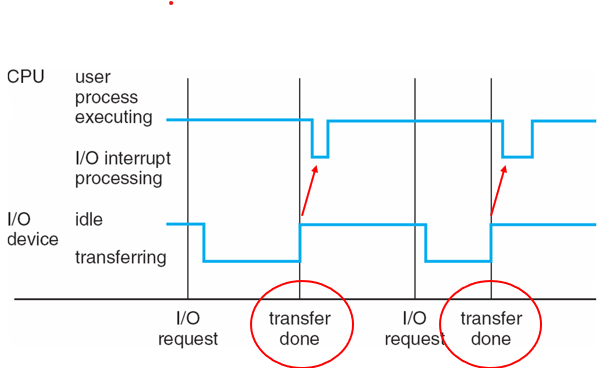 CPU
user
process
executing
I/O interrupt
processing
I/O
device
idle
transferring
I/O
request
transfer
done
I/O
request
transfer
done